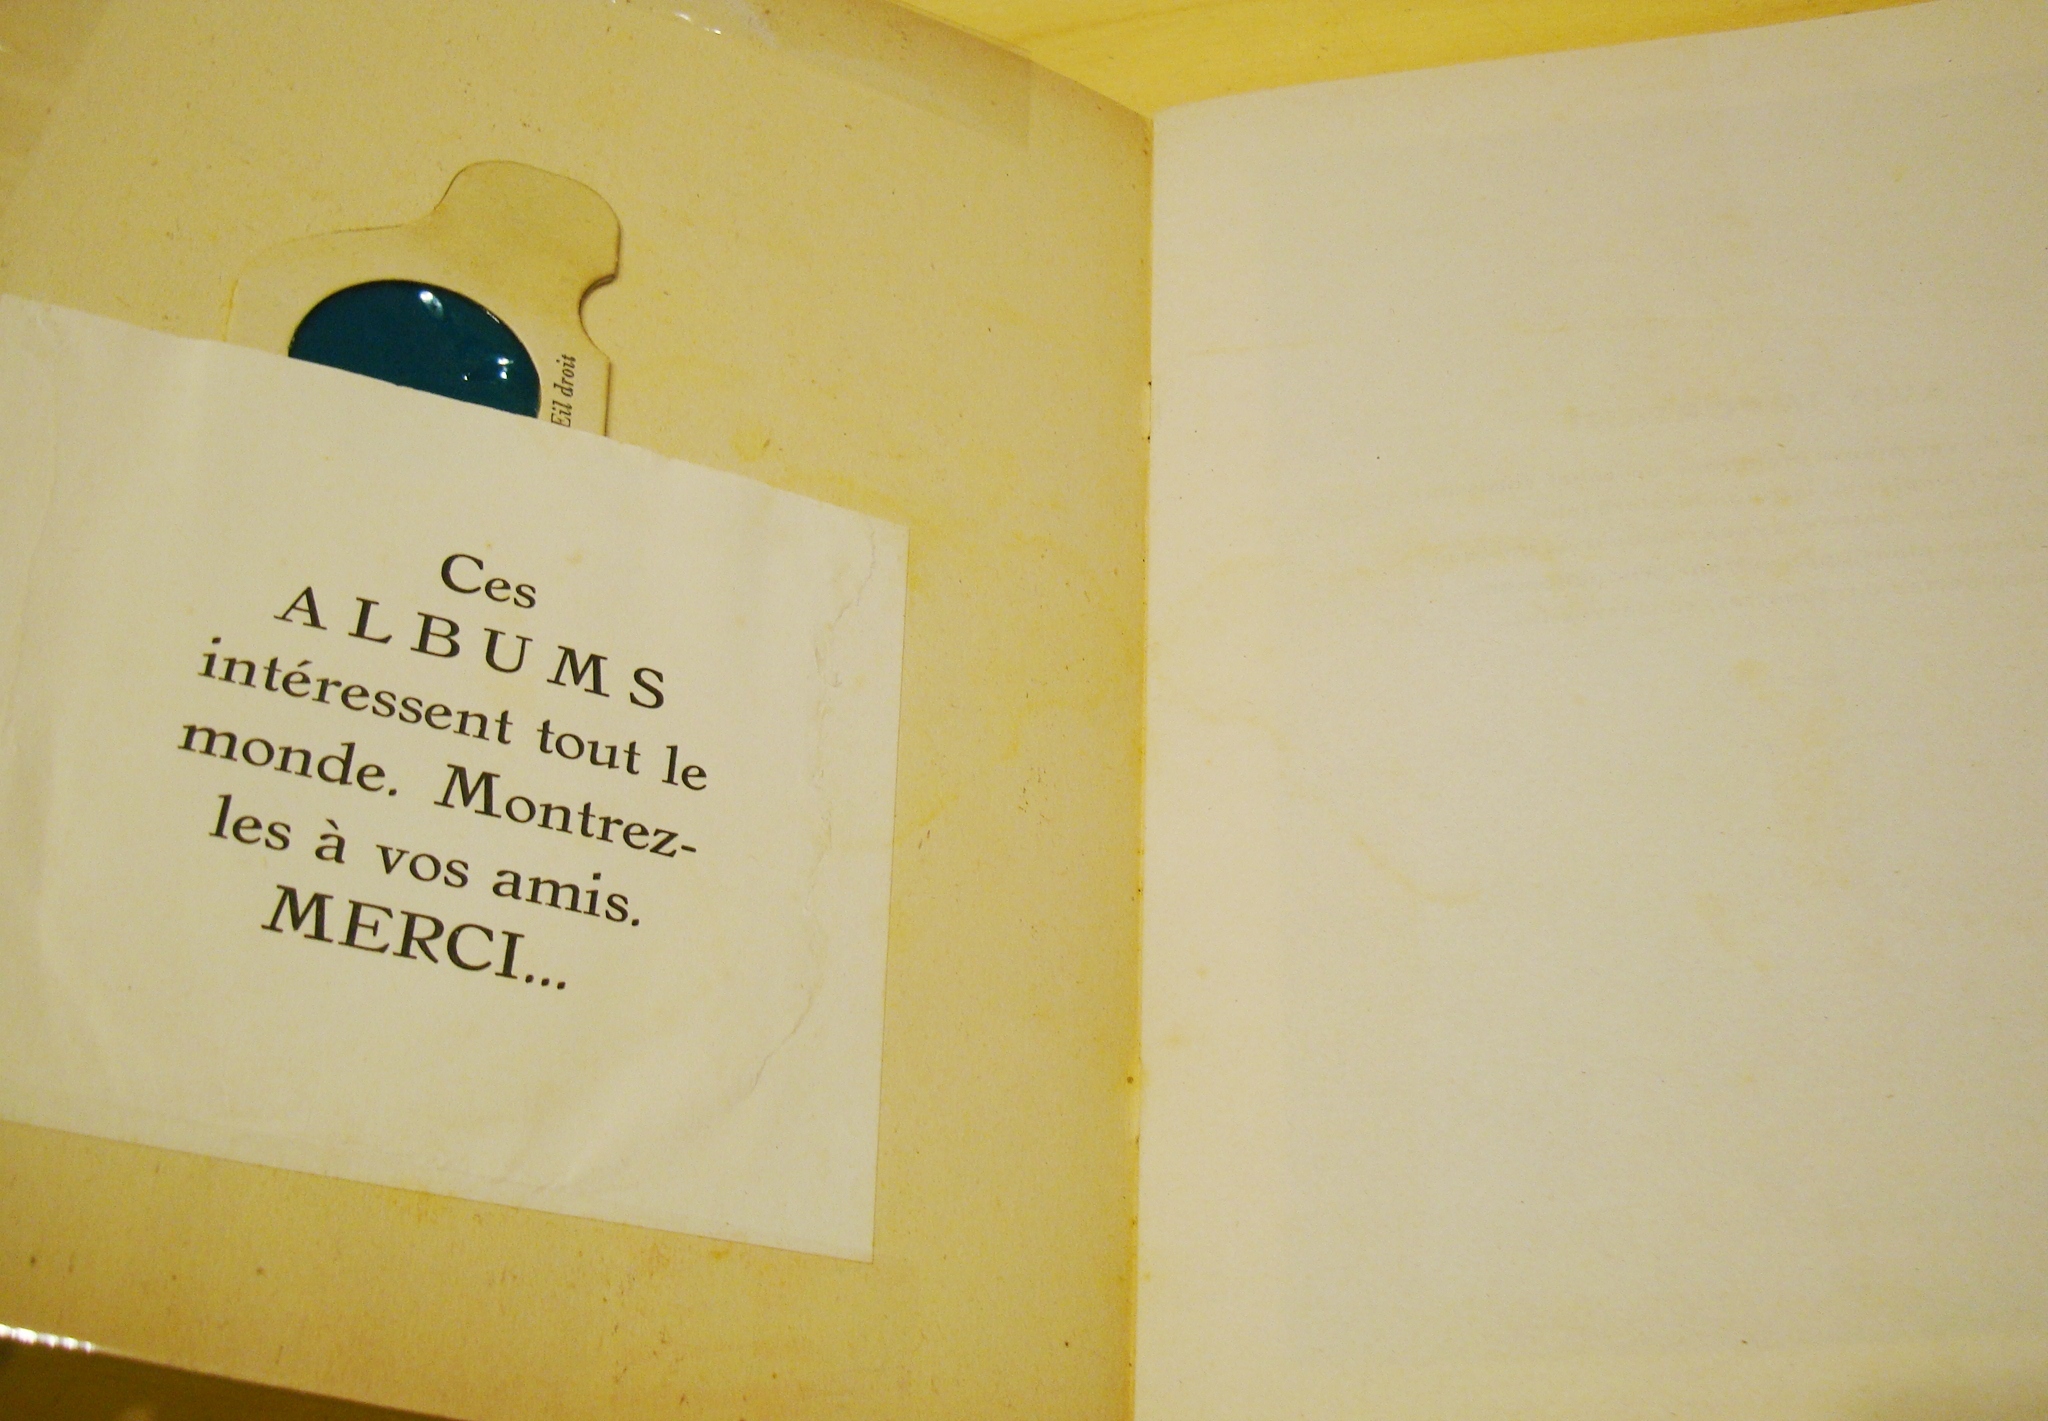 Œil droit
Ces
ALBUMS
intéressent tout le
monde. Montrez-
les à vos amis.
MERCI...